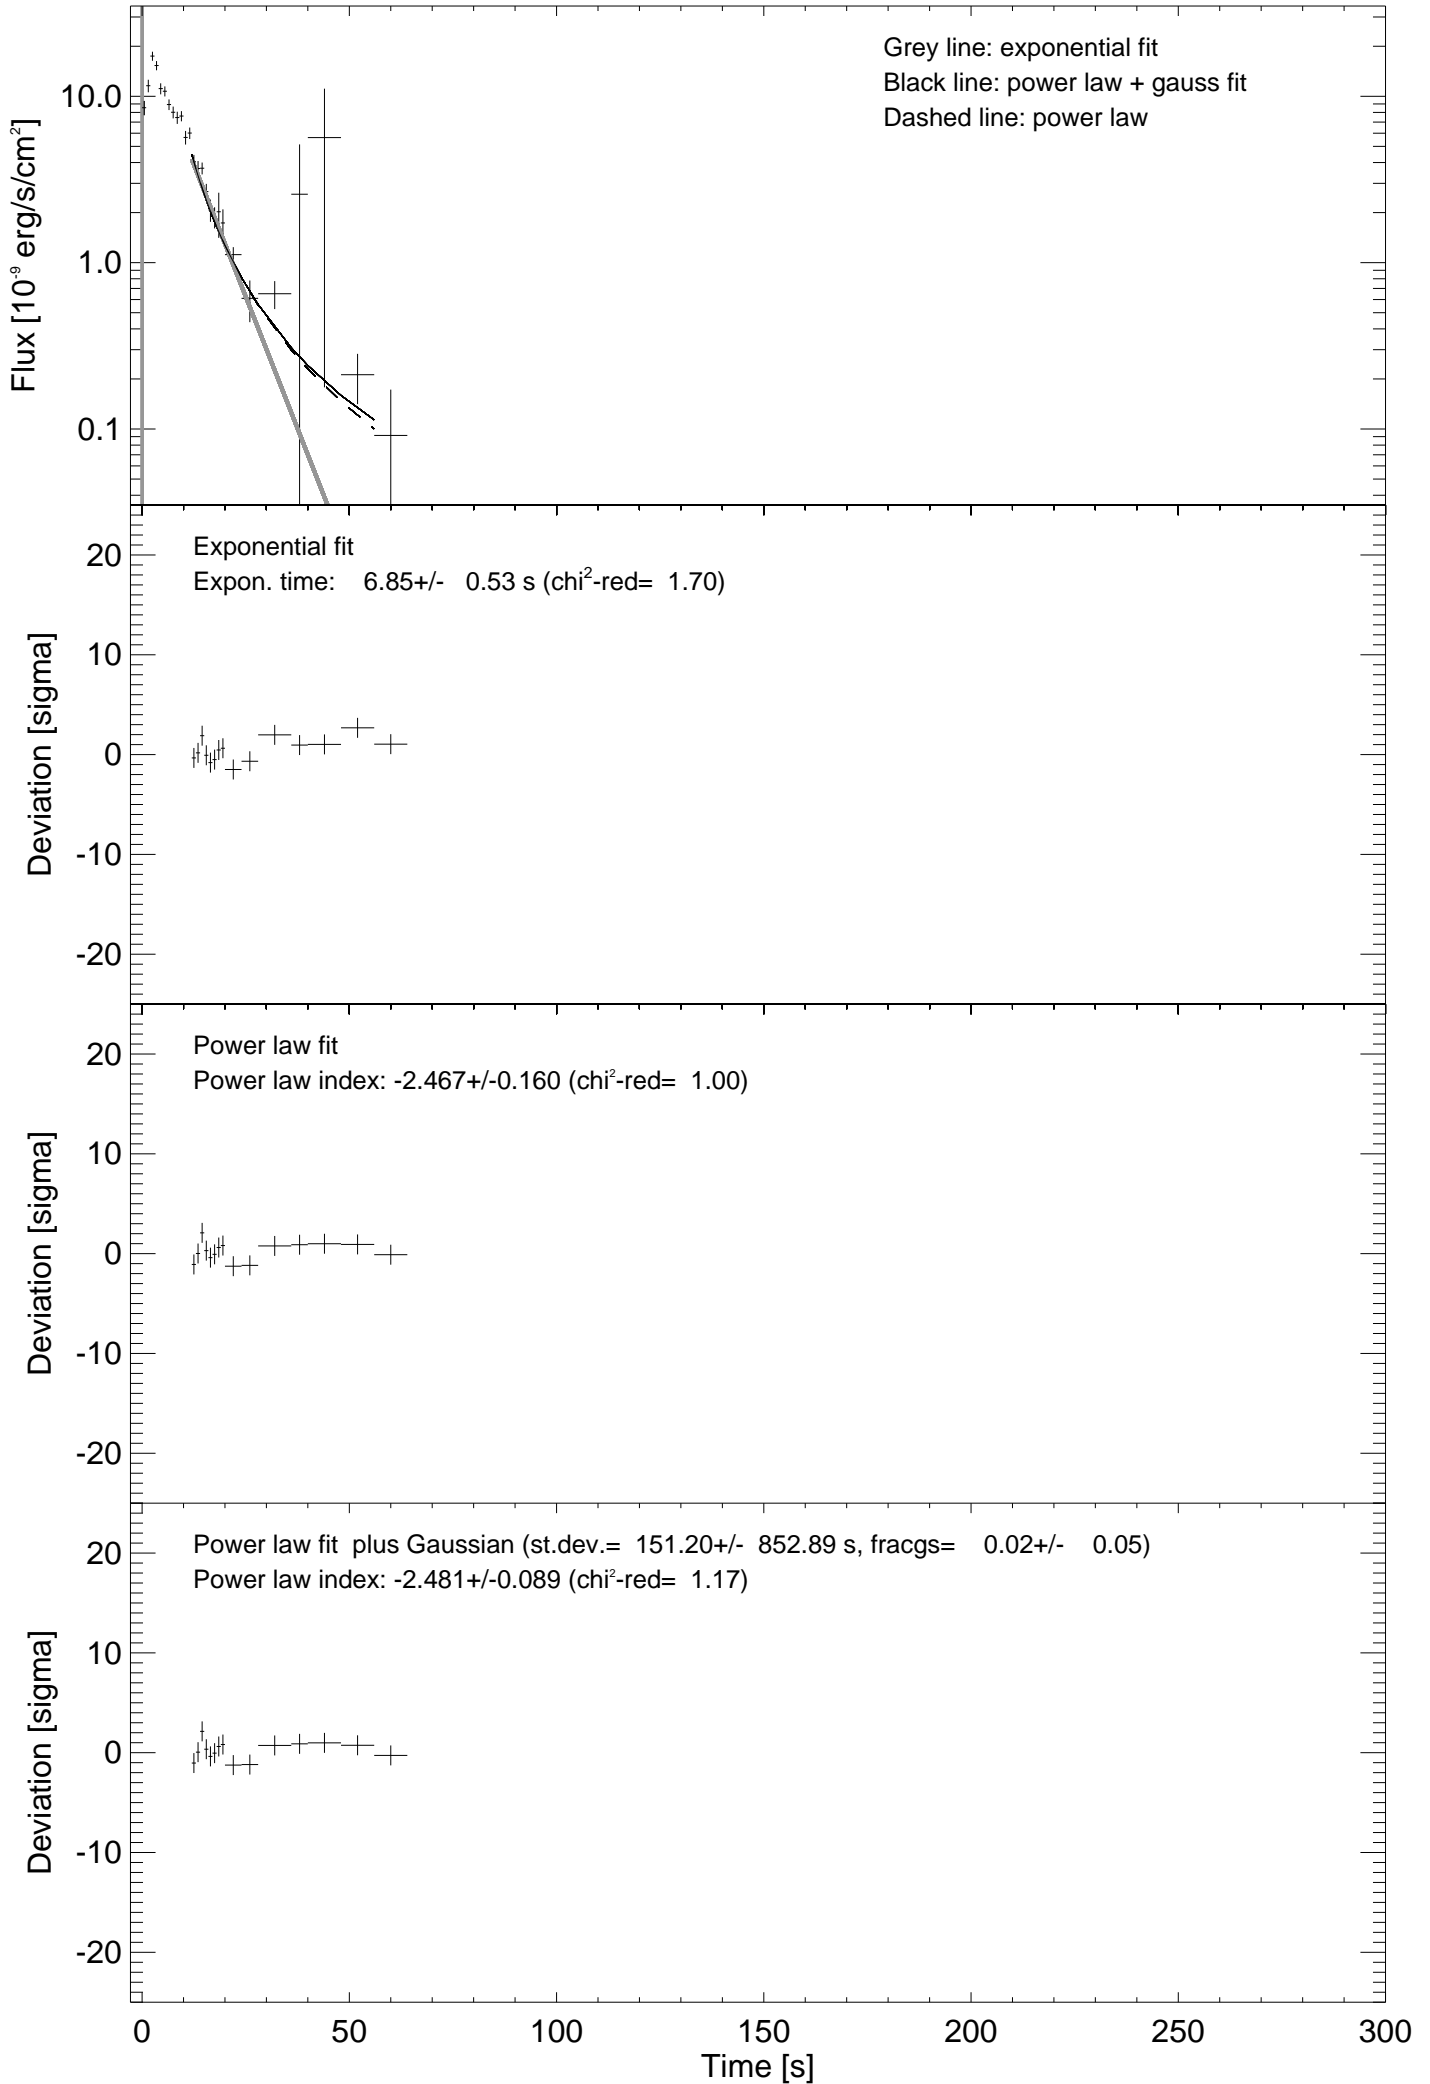 Grey line: exponential fit
Black line: power law + gauss fit
Dashed line: power law
10.0
1.0
0.1
Flux [10⁻⁹ erg/s/cm²]
Exponential fit
Expon. time: 6.85+/- 0.53 s (chi²-red= 1.70)
20
10
0
-10
-20
Deviation [sigma]
Power law fit
Power law index: -2.467+/-0.160 (chi²-red= 1.00)
20
10
0
-10
-20
Deviation [sigma]
Power law fit plus Gaussian (st.dev.= 151.20+/- 852.89 s, fracgs= 0.02+/- 0.05)
Power law index: -2.481+/-0.089 (chi²-red= 1.17)
20
10
0
-10
-20
Deviation [sigma]
0 50 100 150 200 250 300
Time [s]